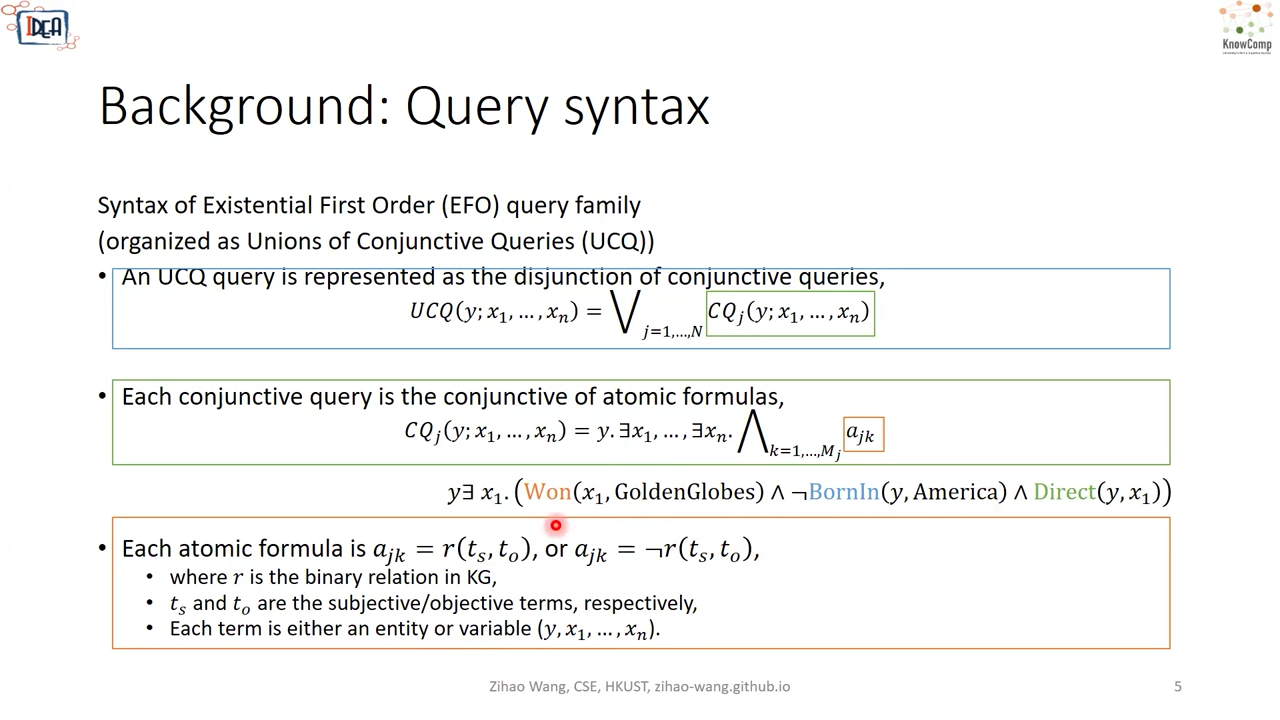 IDEA
KnowComp
Background: Query syntax
Syntax of Existential First Order (EFO) query family
(organized as Unions of Conjunctive Queries (UCQ))
• An UCQ query is represented as the disjunction of conjunctive queries,
UCQ(y; x₁, …, xₙ) = ⋁ⱼ₌₁,…,N CQⱼ(y; x₁, …, xₙ)
• Each conjunctive query is the conjunctive of atomic formulas,
CQⱼ(y; x₁, …, xₙ) = y. ∃x₁, …, ∃xₙ. ⋀ₖ₌₁,…,Mⱼ aⱼₖ
y∃ x₁. (Won(x₁, GoldenGlobes) ∧ ¬BornIn(y, America) ∧ Direct(y, x₁))
• Each atomic formula is aⱼₖ = r(tₛ, tₒ), or aⱼₖ = ¬r(tₛ, tₒ),
• where r is the binary relation in KG,
• tₛ and tₒ are the subjective/objective terms, respectively,
• Each term is either an entity or variable (y, x₁, …, xₙ).
Zihao Wang, CSE, HKUST, zihao-wang.github.io
5